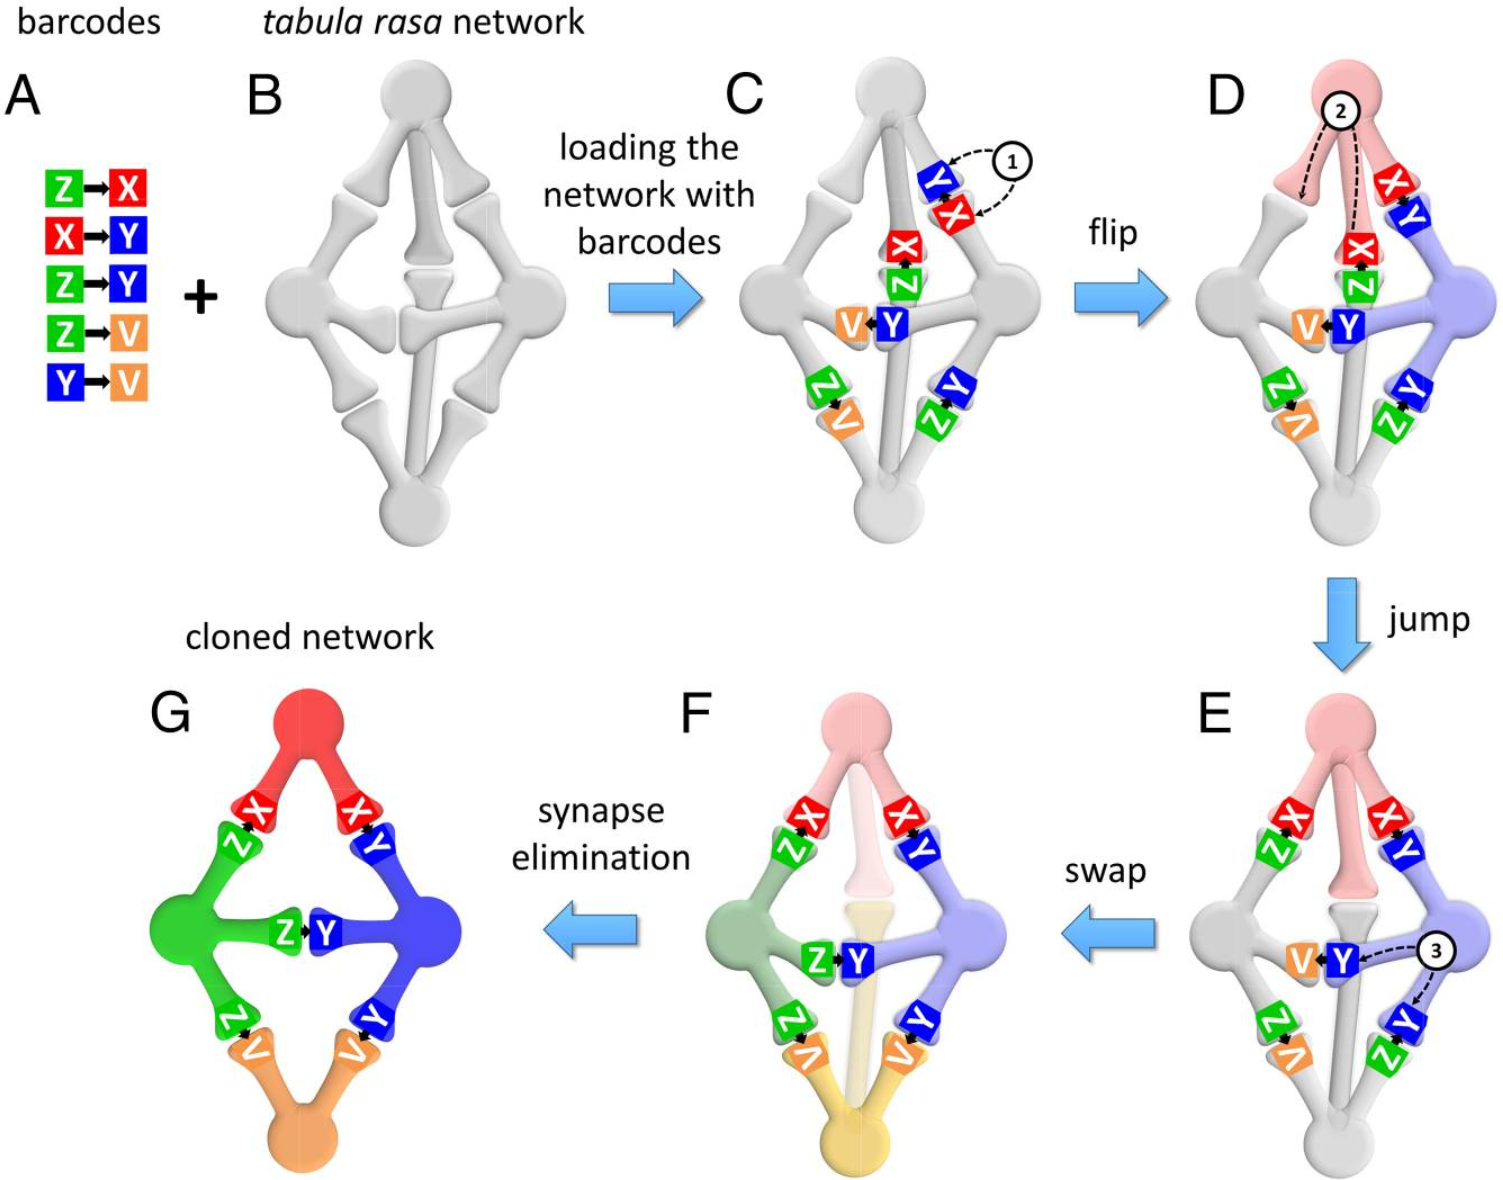 barcodes
tabula rasa network
A
B
C
D
Z X
X Y
Z Y
Z V
Y V
+
loading the
network with
barcodes
flip
1
Y
X
X
Z
V Y
Z
V
Y
Z
2
X
Y
X
Z
V Y
Z
V
Y
Z
jump
cloned network
G
F
E
synapse
elimination
swap
X
Z
X
Y
Z Y
Z
V
Y
V
X
Z
X
Y
Z Y
Z
V
Y
V
X
Z
X
Y
3
V Y
Z
V
Y
Z